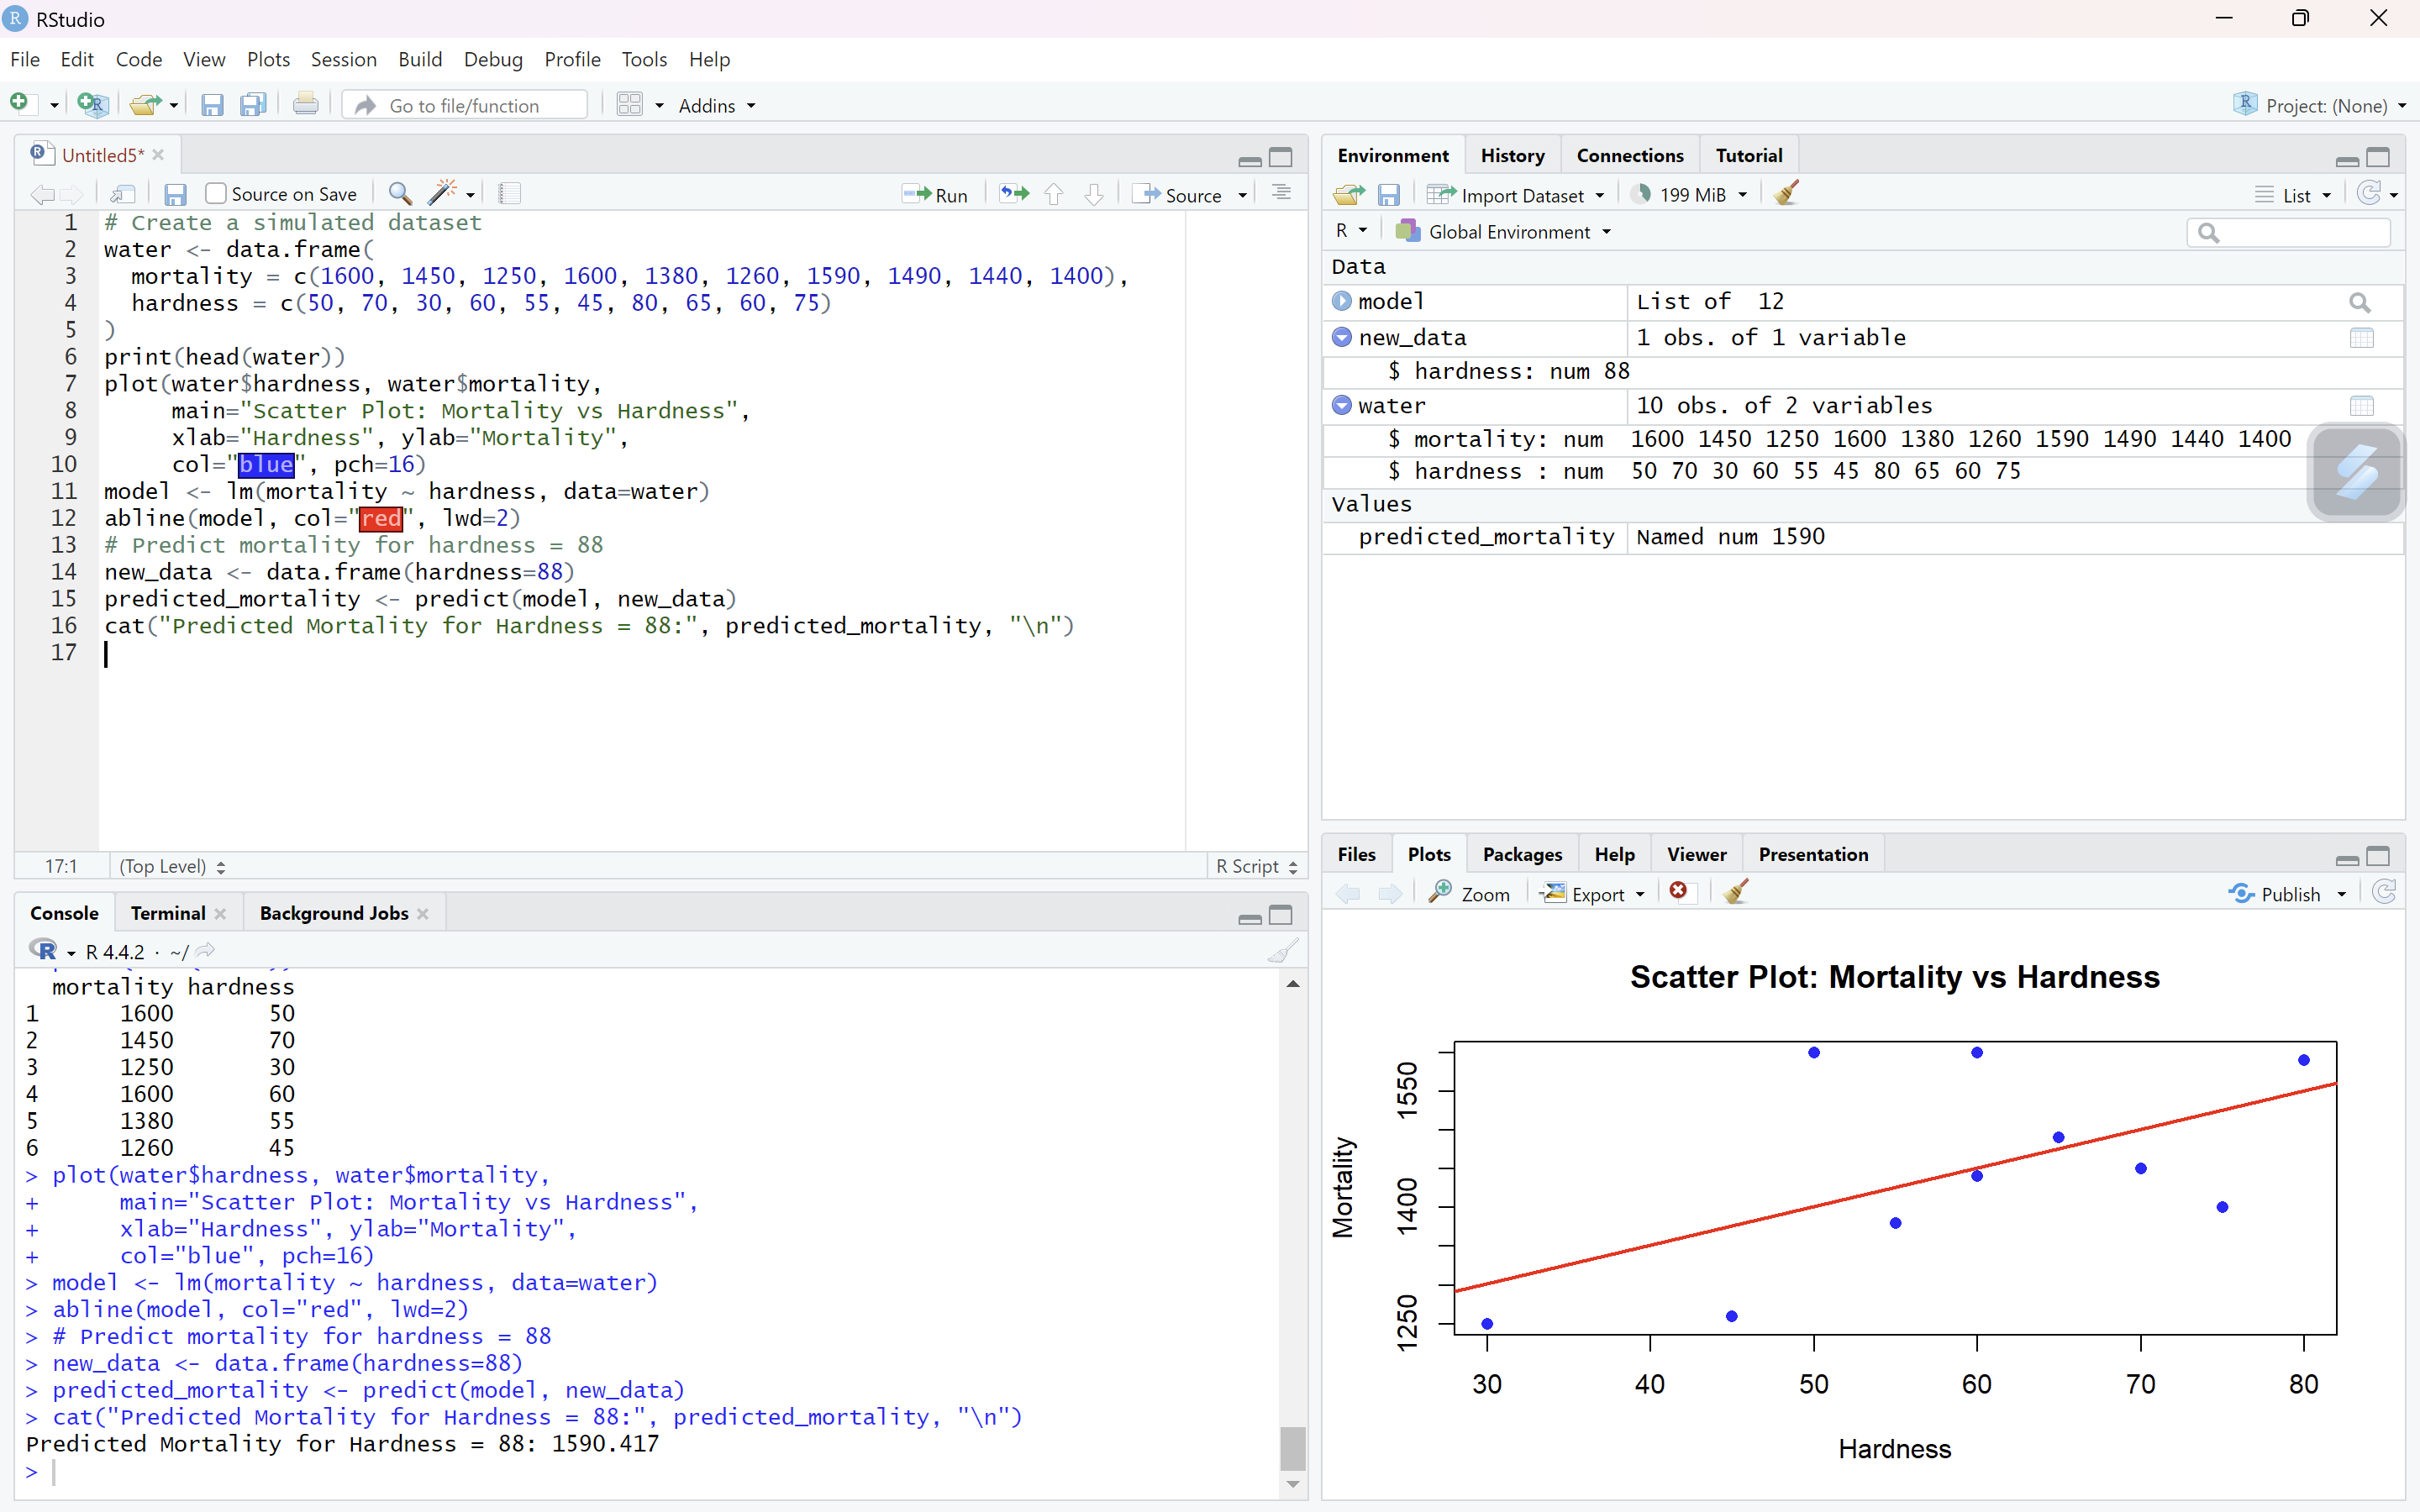 RStudio
File Edit Code View Plots Session Build Debug Profile Tools Help
Go to file/function Addins Project: (None)
Untitled5*
Source on Save Run Source
1 # Create a simulated dataset
2 water <- data.frame(
3 mortality = c(1600, 1450, 1250, 1600, 1380, 1260, 1590, 1490, 1440, 1400),
4 hardness = c(50, 70, 30, 60, 55, 45, 80, 65, 60, 75)
5 )
6 print(head(water))
7 plot(water$hardness, water$mortality,
8 main="Scatter Plot: Mortality vs Hardness",
9 xlab="Hardness", ylab="Mortality",
10 col="blue", pch=16)
11 model <- lm(mortality ~ hardness, data=water)
12 abline(model, col="red", lwd=2)
13 # Predict mortality for hardness = 88
14 new_data <- data.frame(hardness=88)
15 predicted_mortality <- predict(model, new_data)
16 cat("Predicted Mortality for Hardness = 88:", predicted_mortality, "\n")
17
17:1 (Top Level) R Script
Console Terminal Background Jobs
R 4.4.2 · ~/
mortality hardness
1 1600 50
2 1450 70
3 1250 30
4 1600 60
5 1380 55
6 1260 45
> plot(water$hardness, water$mortality,
+ main="Scatter Plot: Mortality vs Hardness",
+ xlab="Hardness", ylab="Mortality",
+ col="blue", pch=16)
> model <- lm(mortality ~ hardness, data=water)
> abline(model, col="red", lwd=2)
> # Predict mortality for hardness = 88
> new_data <- data.frame(hardness=88)
> predicted_mortality <- predict(model, new_data)
> cat("Predicted Mortality for Hardness = 88:", predicted_mortality, "\n")
Predicted Mortality for Hardness = 88: 1590.417
>
Environment History Connections Tutorial
Import Dataset 199 MiB List
R Global Environment
Data
model List of 12
new_data 1 obs. of 1 variable
$ hardness: num 88
water 10 obs. of 2 variables
$ mortality: num 1600 1450 1250 1600 1380 1260 1590 1490 1440 1400
$ hardness : num 50 70 30 60 55 45 80 65 60 75
Values
predicted_mortality Named num 1590
Files Plots Packages Help Viewer Presentation
Zoom Export Publish
Scatter Plot: Mortality vs Hardness
Mortality
1550
1400
1250
30 40 50 60 70 80
Hardness